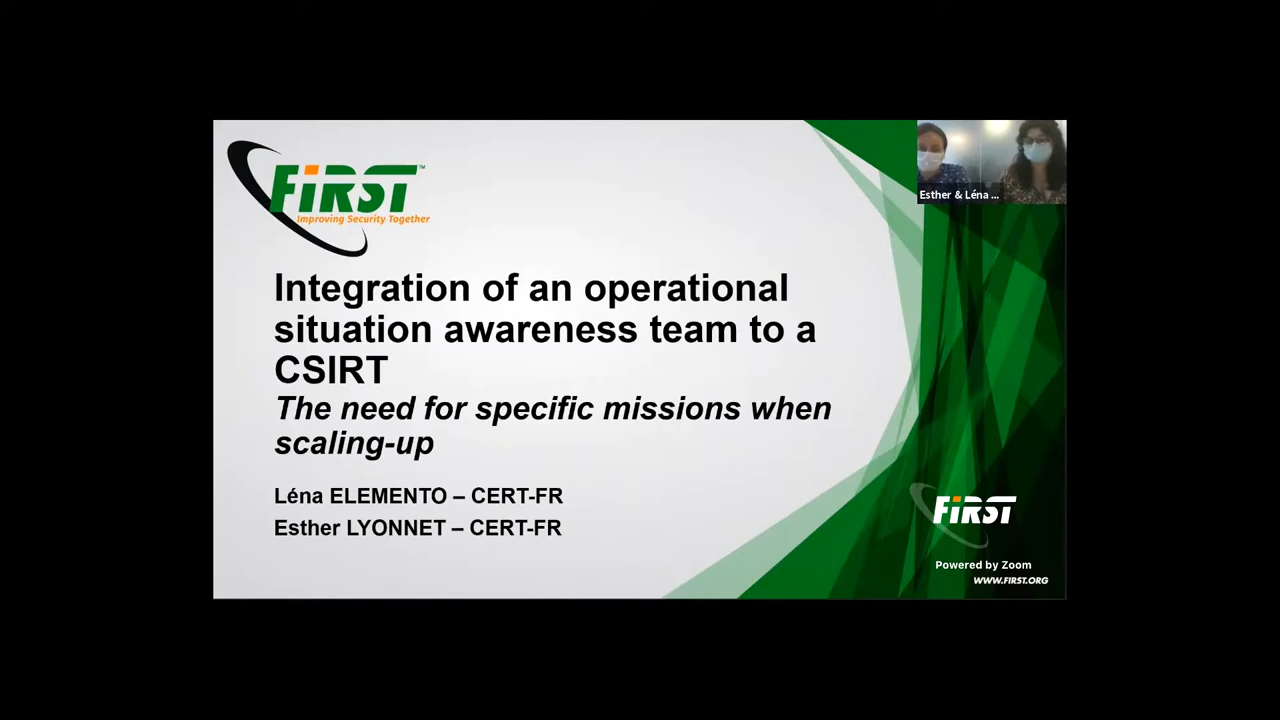 FiRST™
Improving Security Together
Esther & Léna ...
Integration of an operational
situation awareness team to a
CSIRT
The need for specific missions when
scaling-up
Léna ELEMENTO – CERT-FR
Esther LYONNET – CERT-FR
FiRST
Powered by Zoom
WWW.FIRST.ORG